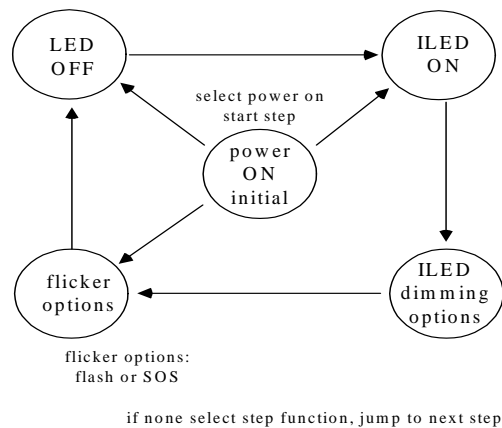 LED
OFF
ILED
ON
select power on
start step
power
ON
initial
flicker
options
ILED
dimming
options
flicker options:
flash or SOS
if none select step function, jump to next step